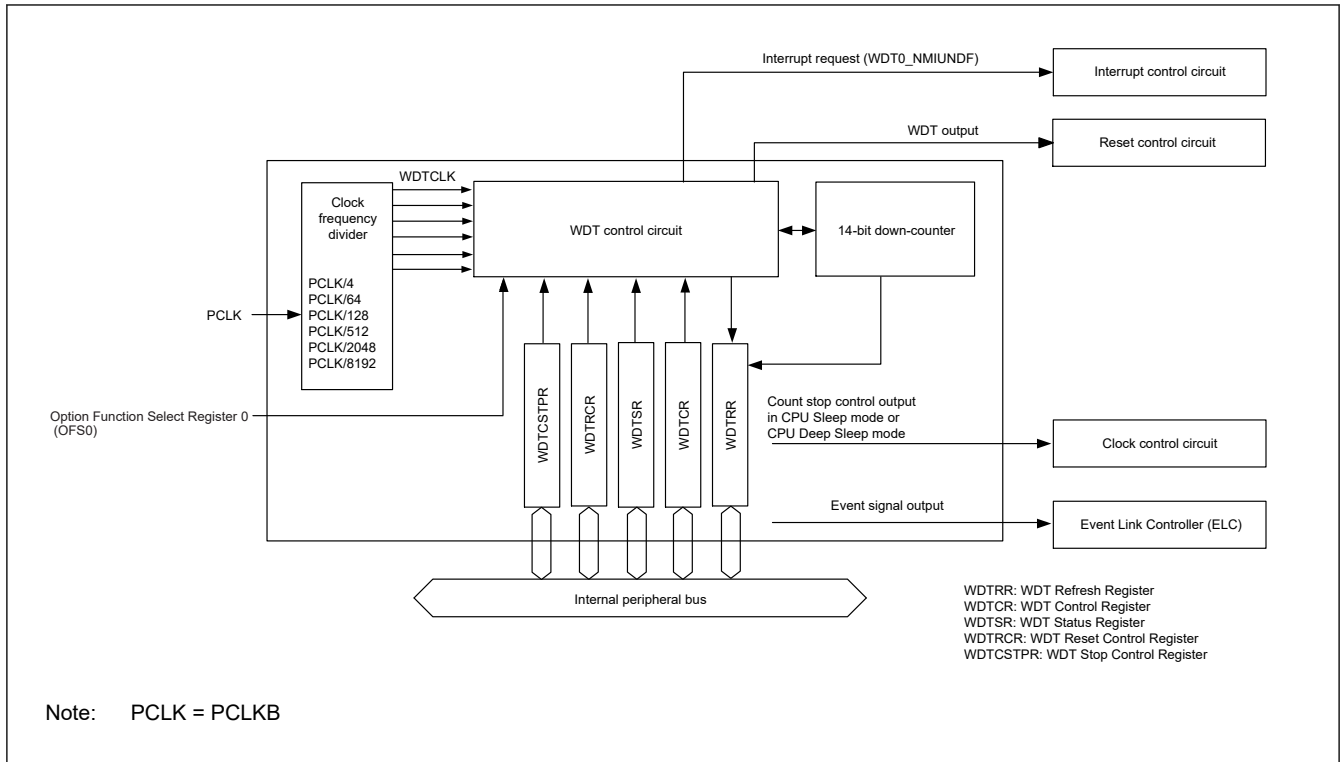 Interrupt request (WDT0_NMIUNDF)
Interrupt control circuit
WDT output
Reset control circuit
WDTCLK
Clock
frequency
divider
WDT control circuit
14-bit down-counter
PCLK/4
PCLK/64
PCLK/128
PCLK/512
PCLK/2048
PCLK/8192
PCLK
Option Function Select Register 0
(OFS0)
WDTCSTPR
WDTRCR
WDTSR
WDTCR
WDTRR
Count stop control output
in CPU Sleep mode or
CPU Deep Sleep mode
Clock control circuit
Event signal output
Event Link Controller (ELC)
Internal peripheral bus
WDTRR: WDT Refresh Register
WDTCR: WDT Control Register
WDTSR: WDT Status Register
WDTRCR: WDT Reset Control Register
WDTCSTPR: WDT Stop Control Register
Note: PCLK = PCLKB